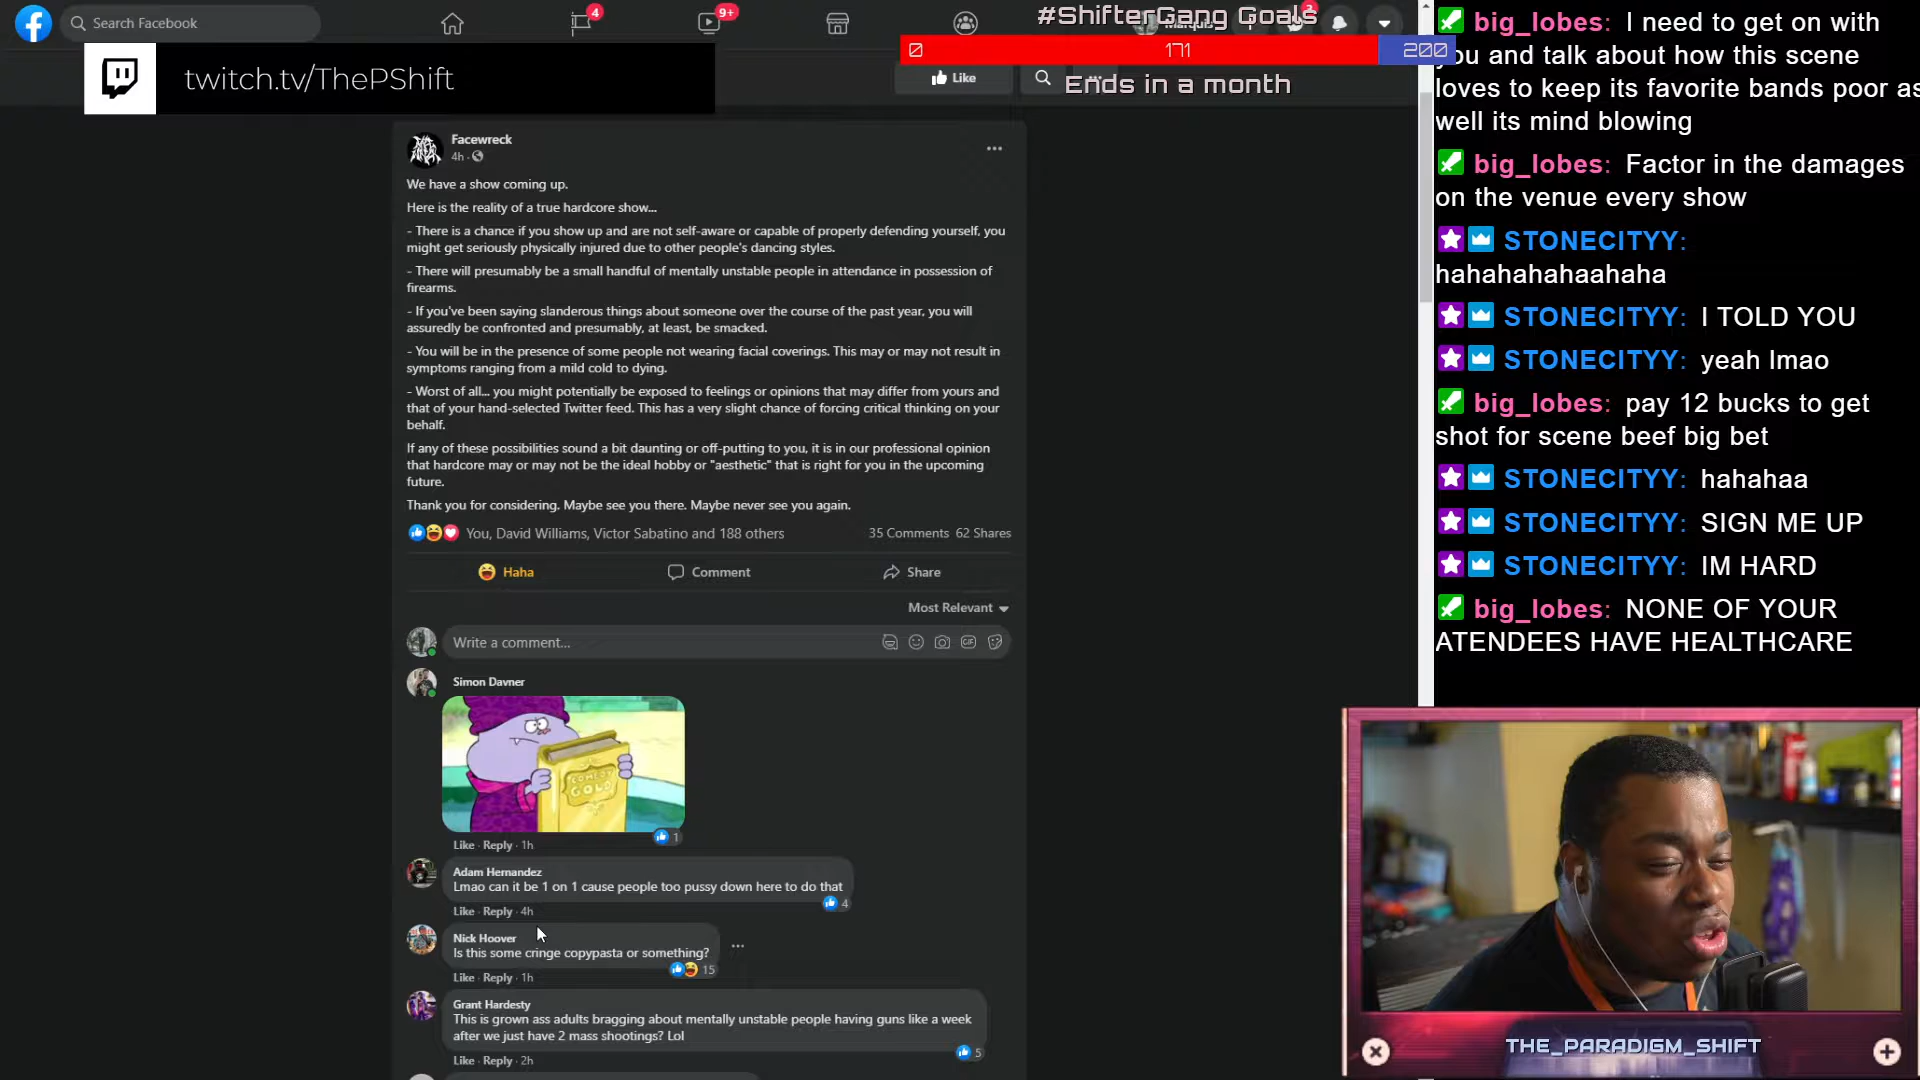 Search Facebook
4
9+
#ShifterGang Goals
0
171
200
Ends in a month
twitch.tv/ThePShift
Like
Facewreck
4h
We have a show coming up.
Here is the reality of a true hardcore show...
- There is a chance if you show up and are not self-aware or capable of properly defending yourself, you
might get seriously physically injured due to other people's dancing styles.
- There will presumably be a small handful of mentally unstable people in attendance in possession of
firearms.
- If you've been saying slanderous things about someone over the course of the past year, you will
assuredly be confronted and presumably, at least, be smacked.
- You will be in the presence of some people not wearing facial coverings. This may or may not result in
symptoms ranging from a mild cold to dying.
- Worst of all... you might potentially be exposed to feelings or opinions that may differ from yours and
that of your hand-selected Twitter feed. This has a very slight chance of forcing critical thinking on your
behalf.
If any of these possibilities sound a bit daunting or off-putting to you, it is in our professional opinion
that hardcore may or may not be the ideal hobby or "aesthetic" that is right for you in the upcoming
future.
Thank you for considering. Maybe see you there. Maybe never see you again.
You, David Williams, Victor Sabatino and 188 others
35 Comments 62 Shares
Haha
Comment
Share
Most Relevant
Write a comment...
GIF
Simon Davner
COMEDY
GOLD
1
Like · Reply · 1h
Adam Hernandez
Lmao can it be 1 on 1 cause people too pussy down here to do that
4
Like · Reply · 4h
Nick Hoover
Is this some cringe copypasta or something?
15
Like · Reply · 1h
Grant Hardesty
This is grown ass adults bragging about mentally unstable people having guns like a week
after we just have 2 mass shootings? Lol
5
Like · Reply · 2h
big_lobes: I need to get on with
you and talk about how this scene
loves to keep its favorite bands poor as
well its mind blowing
big_lobes: Factor in the damages
on the venue every show
STONECITYY:
hahahahahaahaha
STONECITYY: I TOLD YOU
STONECITYY: yeah lmao
big_lobes: pay 12 bucks to get
shot for scene beef big bet
STONECITYY: hahahaa
STONECITYY: SIGN ME UP
STONECITYY: IM HARD
big_lobes: NONE OF YOUR
ATENDEES HAVE HEALTHCARE
THE_PARADIGM_SHIFT